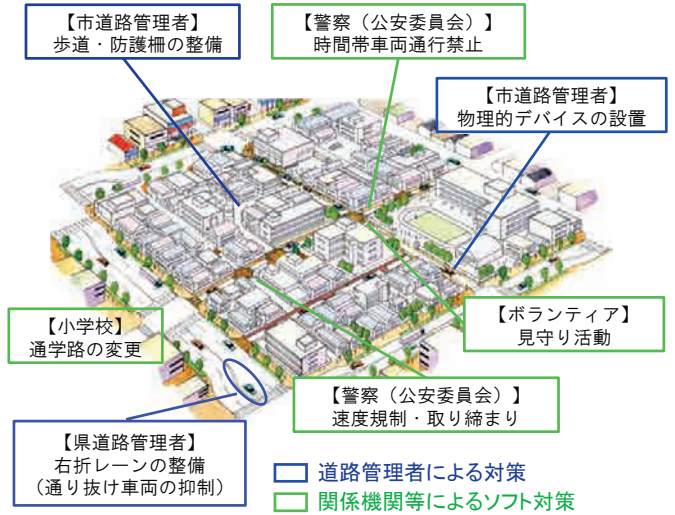 【市道路管理者】
歩道・防護柵の整備
【警察（公安委員会）】
時間帯車両通行禁止
【市道路管理者】
物理的デバイスの設置
【小学校】
通学路の変更
【ボランティア】
見守り活動
【警察（公安委員会）】
速度規制・取り締まり
【県道路管理者】
右折レーンの整備
（通り抜け車両の抑制）
道路管理者による対策
関係機関等によるソフト対策